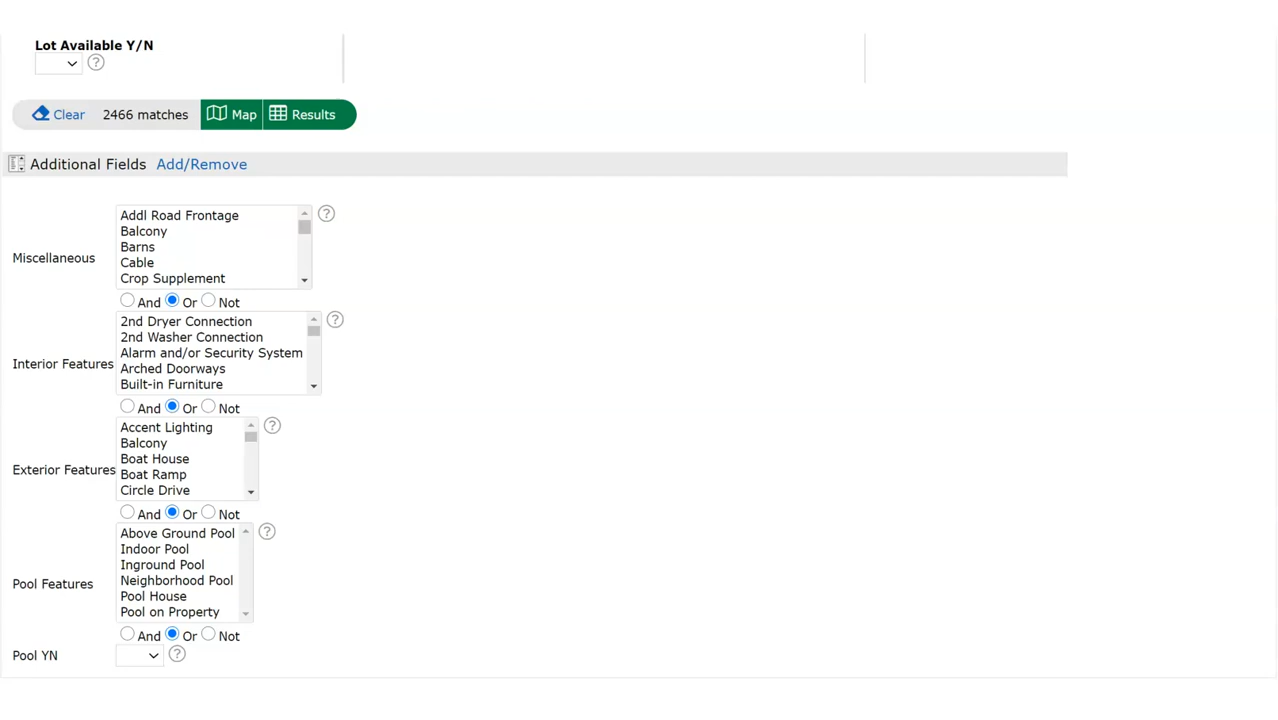 Lot Available Y/N
?
Clear 2466 matches Map Results
Additional Fields Add/Remove
Miscellaneous
Addl Road Frontage
Balcony
Barns
Cable
Crop Supplement
?
And Or Not
Interior Features
2nd Dryer Connection
2nd Washer Connection
Alarm and/or Security System
Arched Doorways
Built-in Furniture
?
And Or Not
Exterior Features
Accent Lighting
Balcony
Boat House
Boat Ramp
Circle Drive
?
And Or Not
Pool Features
Above Ground Pool
Indoor Pool
Inground Pool
Neighborhood Pool
Pool House
Pool on Property
?
And Or Not
Pool YN ?